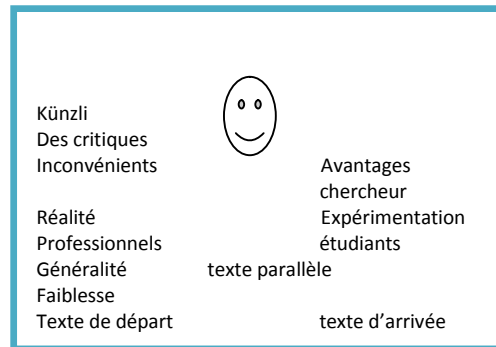 Künzli
Des critiques
Inconvénients Avantages
chercheur
Réalité Expérimentation
Professionnels étudiants
Généralité texte parallèle
Faiblesse
Texte de départ texte d’arrivée